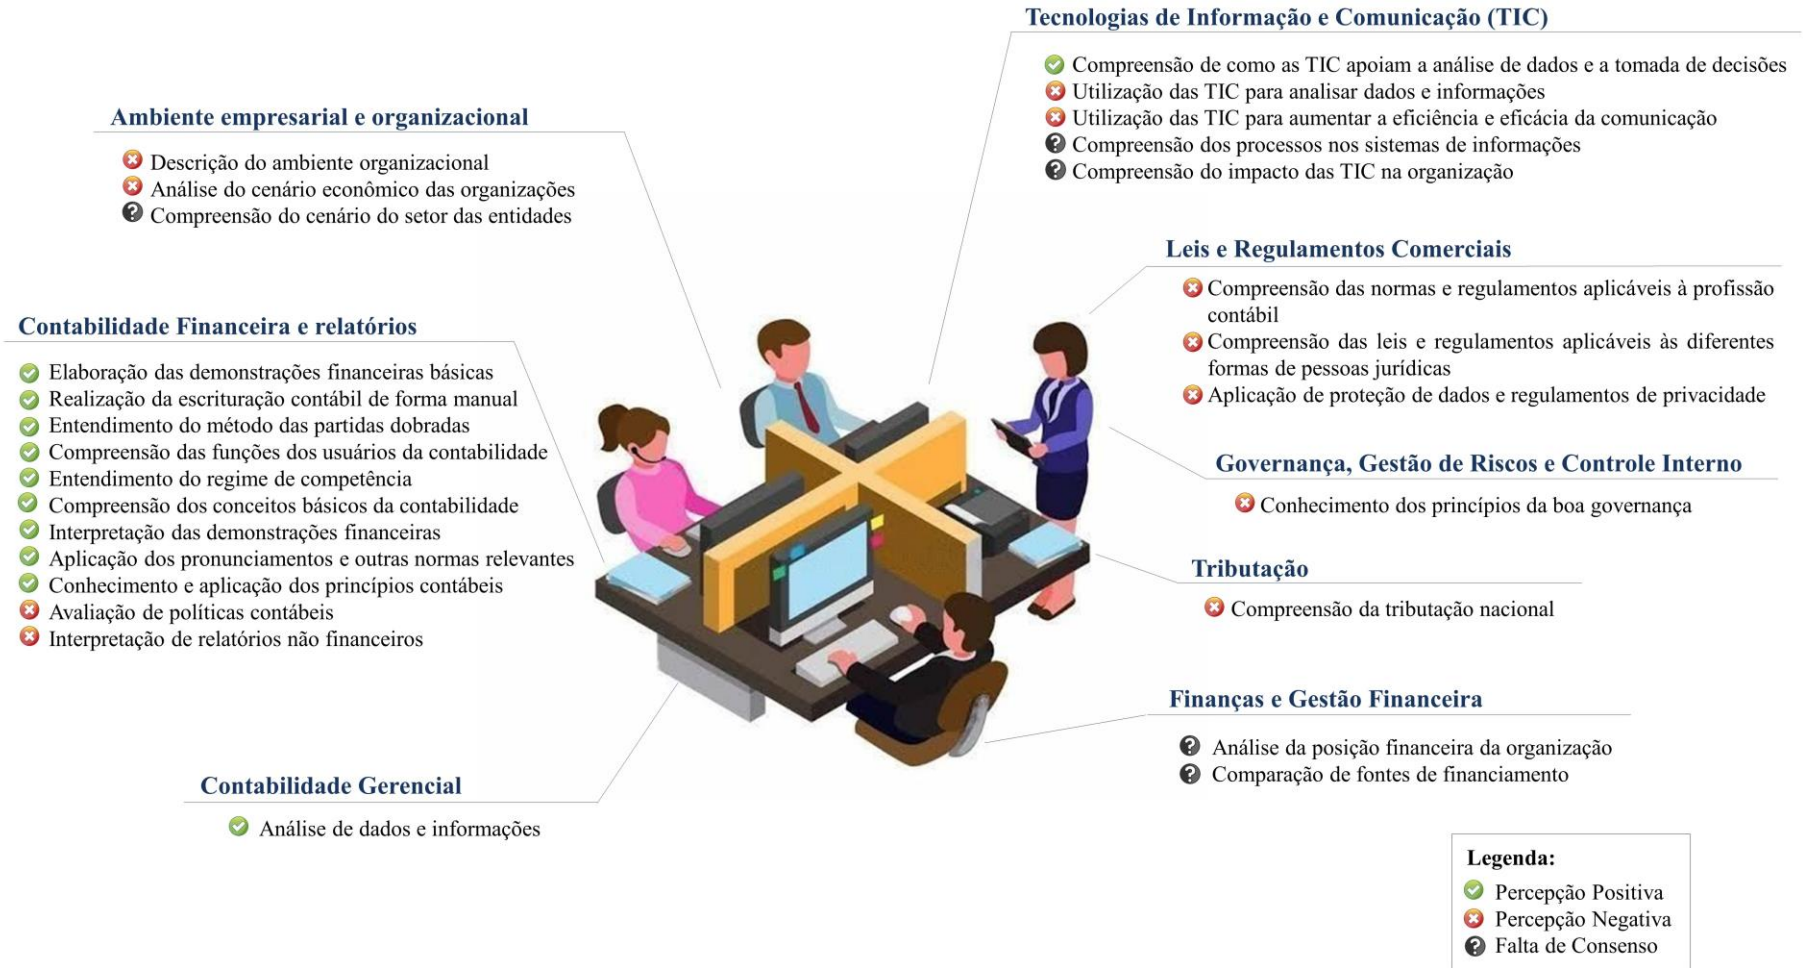 Tecnologias de Informação e Comunicação (TIC)
Compreensão de como as TIC apoiam a análise de dados e a tomada de decisões
Utilização das TIC para analisar dados e informações
Utilização das TIC para aumentar a eficiência e eficácia da comunicação
Compreensão dos processos nos sistemas de informações
Compreensão do impacto das TIC na organização
Ambiente empresarial e organizacional
Descrição do ambiente organizacional
Análise do cenário econômico das organizações
Compreensão do cenário do setor das entidades
Leis e Regulamentos Comerciais
Compreensão das normas e regulamentos aplicáveis à profissão
contábil
Compreensão das leis e regulamentos aplicáveis às diferentes
formas de pessoas jurídicas
Aplicação de proteção de dados e regulamentos de privacidade
Contabilidade Financeira e relatórios
Elaboração das demonstrações financeiras básicas
Realização da escrituração contábil de forma manual
Entendimento do método das partidas dobradas
Compreensão das funções dos usuários da contabilidade
Entendimento do regime de competência
Compreensão dos conceitos básicos da contabilidade
Interpretação das demonstrações financeiras
Aplicação dos pronunciamentos e outras normas relevantes
Conhecimento e aplicação dos princípios contábeis
Avaliação de políticas contábeis
Interpretação de relatórios não financeiros
Governança, Gestão de Riscos e Controle Interno
Conhecimento dos princípios da boa governança
Tributação
Compreensão da tributação nacional
Finanças e Gestão Financeira
Análise da posição financeira da organização
Comparação de fontes de financiamento
Contabilidade Gerencial
Análise de dados e informações
Legenda:
Percepção Positiva
Percepção Negativa
Falta de Consenso